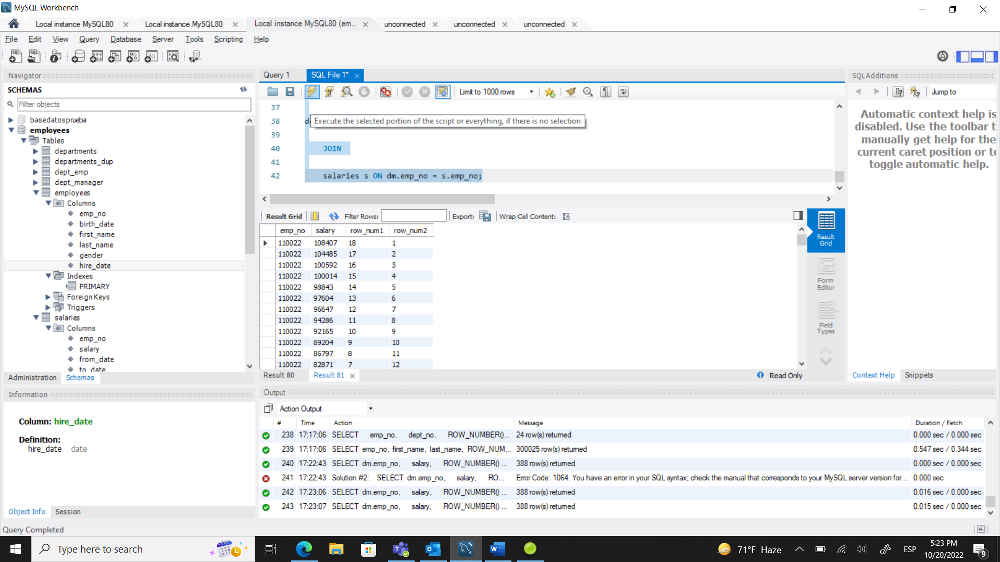 MySQL Workbench
Local instance MySQL80
Local instance MySQL80
Local instance MySQL80 (em...
unconnected
unconnected
unconnected
File Edit View Query Database Server Tools Scripting Help
Navigator
SCHEMAS
Filter objects
basedatosprueba
employees
Tables
departments
departments_dup
dept_emp
dept_manager
employees
Columns
emp_no
birth_date
first_name
last_name
gender
hire_date
Indexes
PRIMARY
Foreign Keys
Triggers
salaries
Columns
emp_no
salary
from_date
to_date
Administration Schemas
Information
Column: hire_date
Definition:
hire_date date
Object Info Session
Query Completed
Query 1 SQL File 1*
Limit to 1000 rows
37
38
Execute the selected portion of the script or everything, if there is no selection
39
40 JOIN
41
42 salaries s ON dm.emp_no = s.emp_no;
Result Grid Filter Rows: Export: Wrap Cell Content:
emp_no salary row_num1 row_num2
110022 108407 18 1
110022 104485 17 2
110022 100592 16 3
110022 100014 15 4
110022 98843 14 5
110022 97604 13 6
110022 96647 12 7
110022 94286 11 8
110022 92165 10 9
110022 89204 9 10
110022 86797 8 11
110022 82871 7 12
Result Grid
Form Editor
Field Types
Result 80 Result 81 Read Only
SQLAdditions
Jump to
Automatic context help is
disabled. Use the toolbar t
manually get help for the
current caret position or to
toggle automatic help.
Context Help Snippets
Output
Action Output
# Time Action Message Duration / Fetch
238 17:17:06 SELECT emp_no, dept_no, ROW_NUMBER()... 24 row(s) returned 0.000 sec / 0.000 sec
239 17:17:06 SELECT emp_no, first_name, last_name, ROW_NUM... 300025 row(s) returned 0.547 sec / 0.344 sec
240 17:22:43 SELECT dm.emp_no, salary, ROW_NUMBER() ... 388 row(s) returned 0.000 sec / 0.000 sec
241 17:22:43 Solution #2: SELECT dm.emp_no, salary, RO... Error Code: 1064. You have an error in your SQL syntax; check the manual that corresponds to your MySQL server version for... 0.000 sec
242 17:23:06 SELECT dm.emp_no, salary, ROW_NUMBER() ... 388 row(s) returned 0.016 sec / 0.000 sec
243 17:23:07 SELECT dm.emp_no, salary, ROW_NUMBER() ... 388 row(s) returned 0.015 sec / 0.000 sec
Type here to search
71°F Haze
ESP
5:23 PM
10/20/2022
9